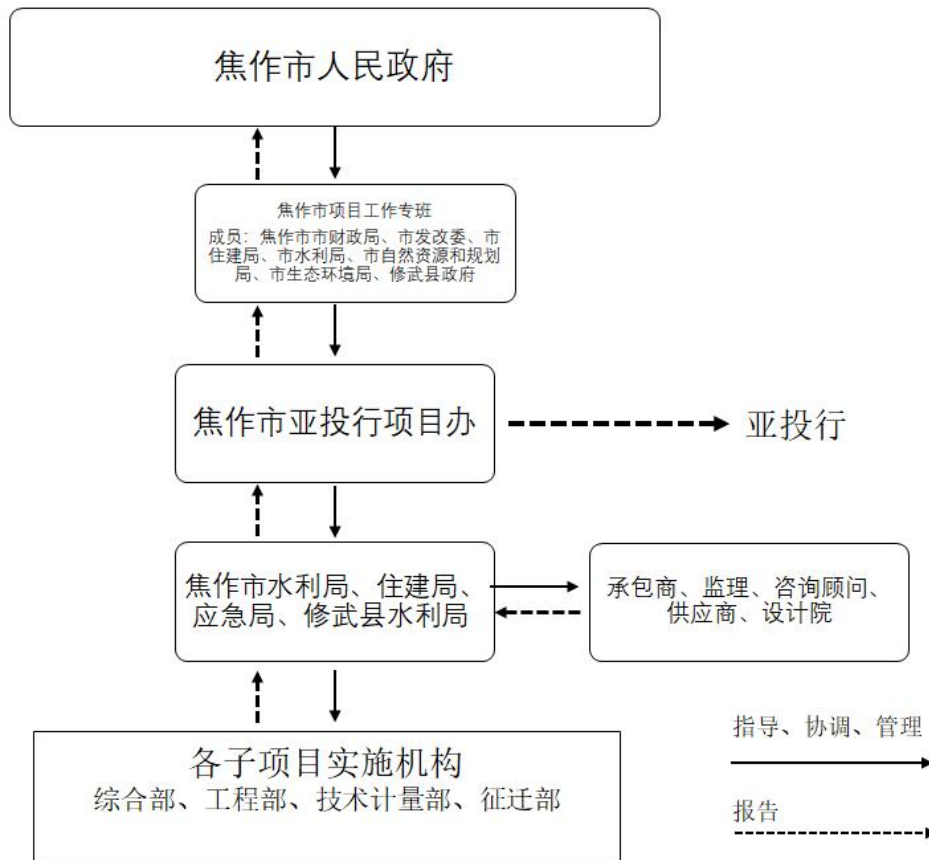 焦作市人民政府
焦作市项目工作专班
成员：焦作市市财政局、市发改委、市
住建局、市水利局、市自然资源和规划
局、市生态环境局、修武县政府
焦作市亚投行项目办
亚投行
焦作市水利局、住建局、
应急局、修武县水利局
承包商、监理、咨询顾问、
供应商、设计院
各子项目实施机构
综合部、工程部、技术计量部、征迁部
指导、协调、管理
报告